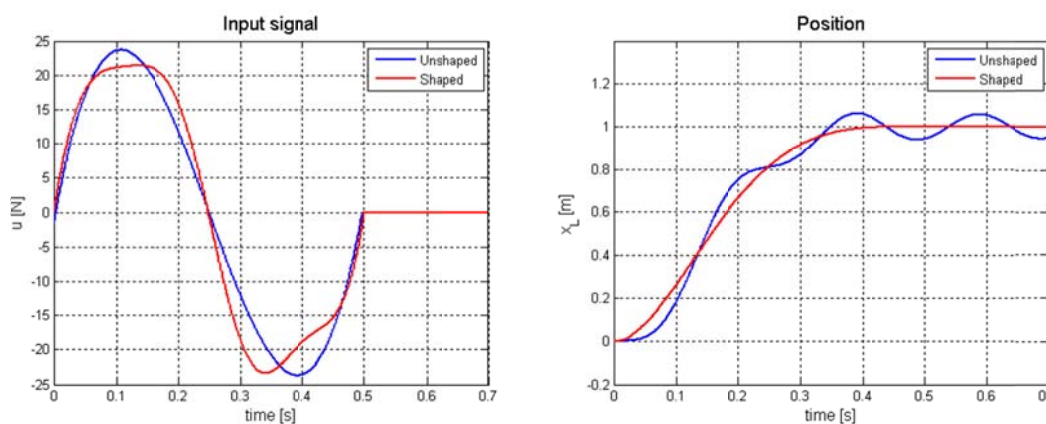 Input signal
25
20
15
10
5
0
-5
-10
-15
-20
-25
u [N]
Unshaped
Shaped
0 0.1 0.2 0.3 0.4 0.5 0.6 0.7
time [s]
Position
1.2
1
0.8
0.6
0.4
0.2
0
-0.2
x_L [m]
Unshaped
Shaped
0 0.1 0.2 0.3 0.4 0.5 0.6
time [s]